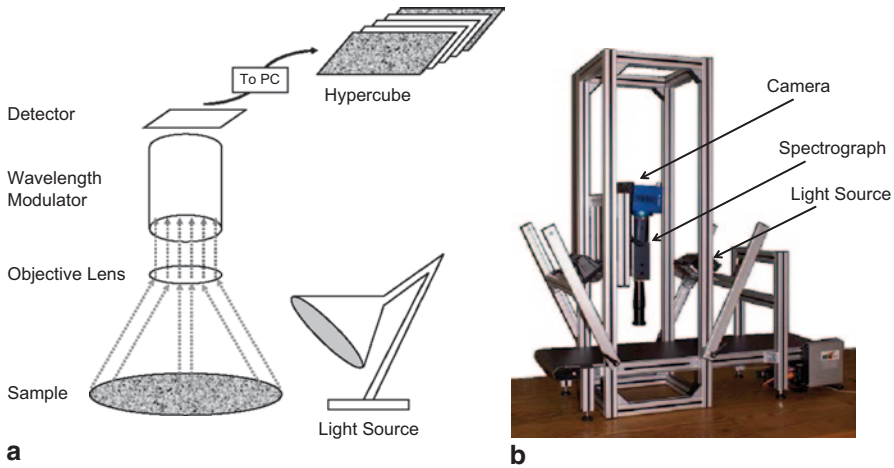 To PC
Hypercube
Detector
Wavelength
Modulator
Objective Lens
Sample
Light Source
a
Camera
Spectrograph
Light Source
b